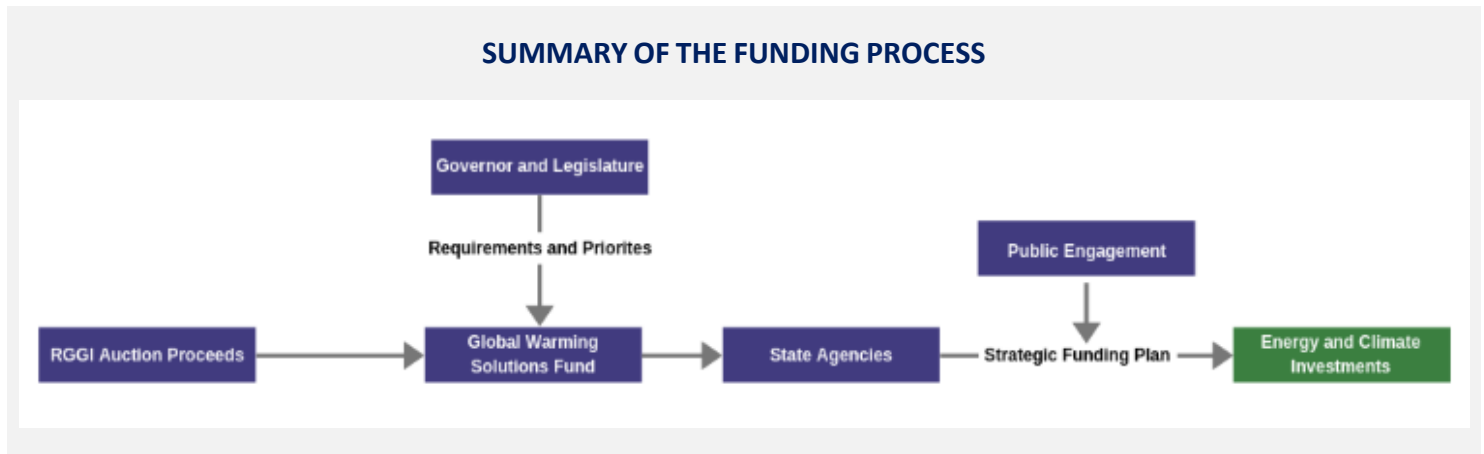 SUMMARY OF THE FUNDING PROCESS
Governor and Legislature
Requirements and Priorites
Public Engagement
RGGI Auction Proceeds
Global Warming
Solutions Fund
State Agencies
Strategic Funding Plan
Energy and Climate
Investments